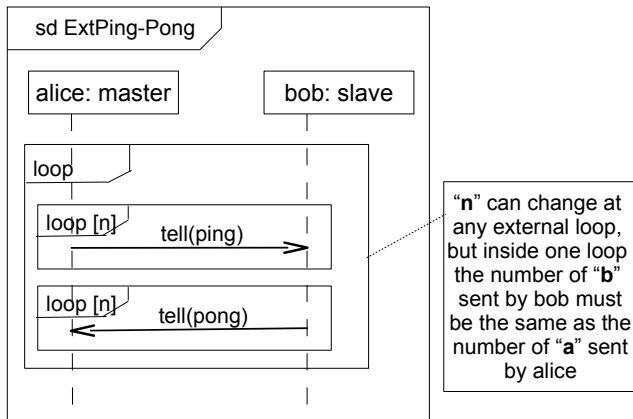 sd ExtPing-Pong
alice: master
bob: slave
loop
loop [n]
tell(ping)
loop [n]
tell(pong)
“n” can change at
any external loop,
but inside one loop
the number of “b”
sent by bob must
be the same as the
number of “a” sent
by alice